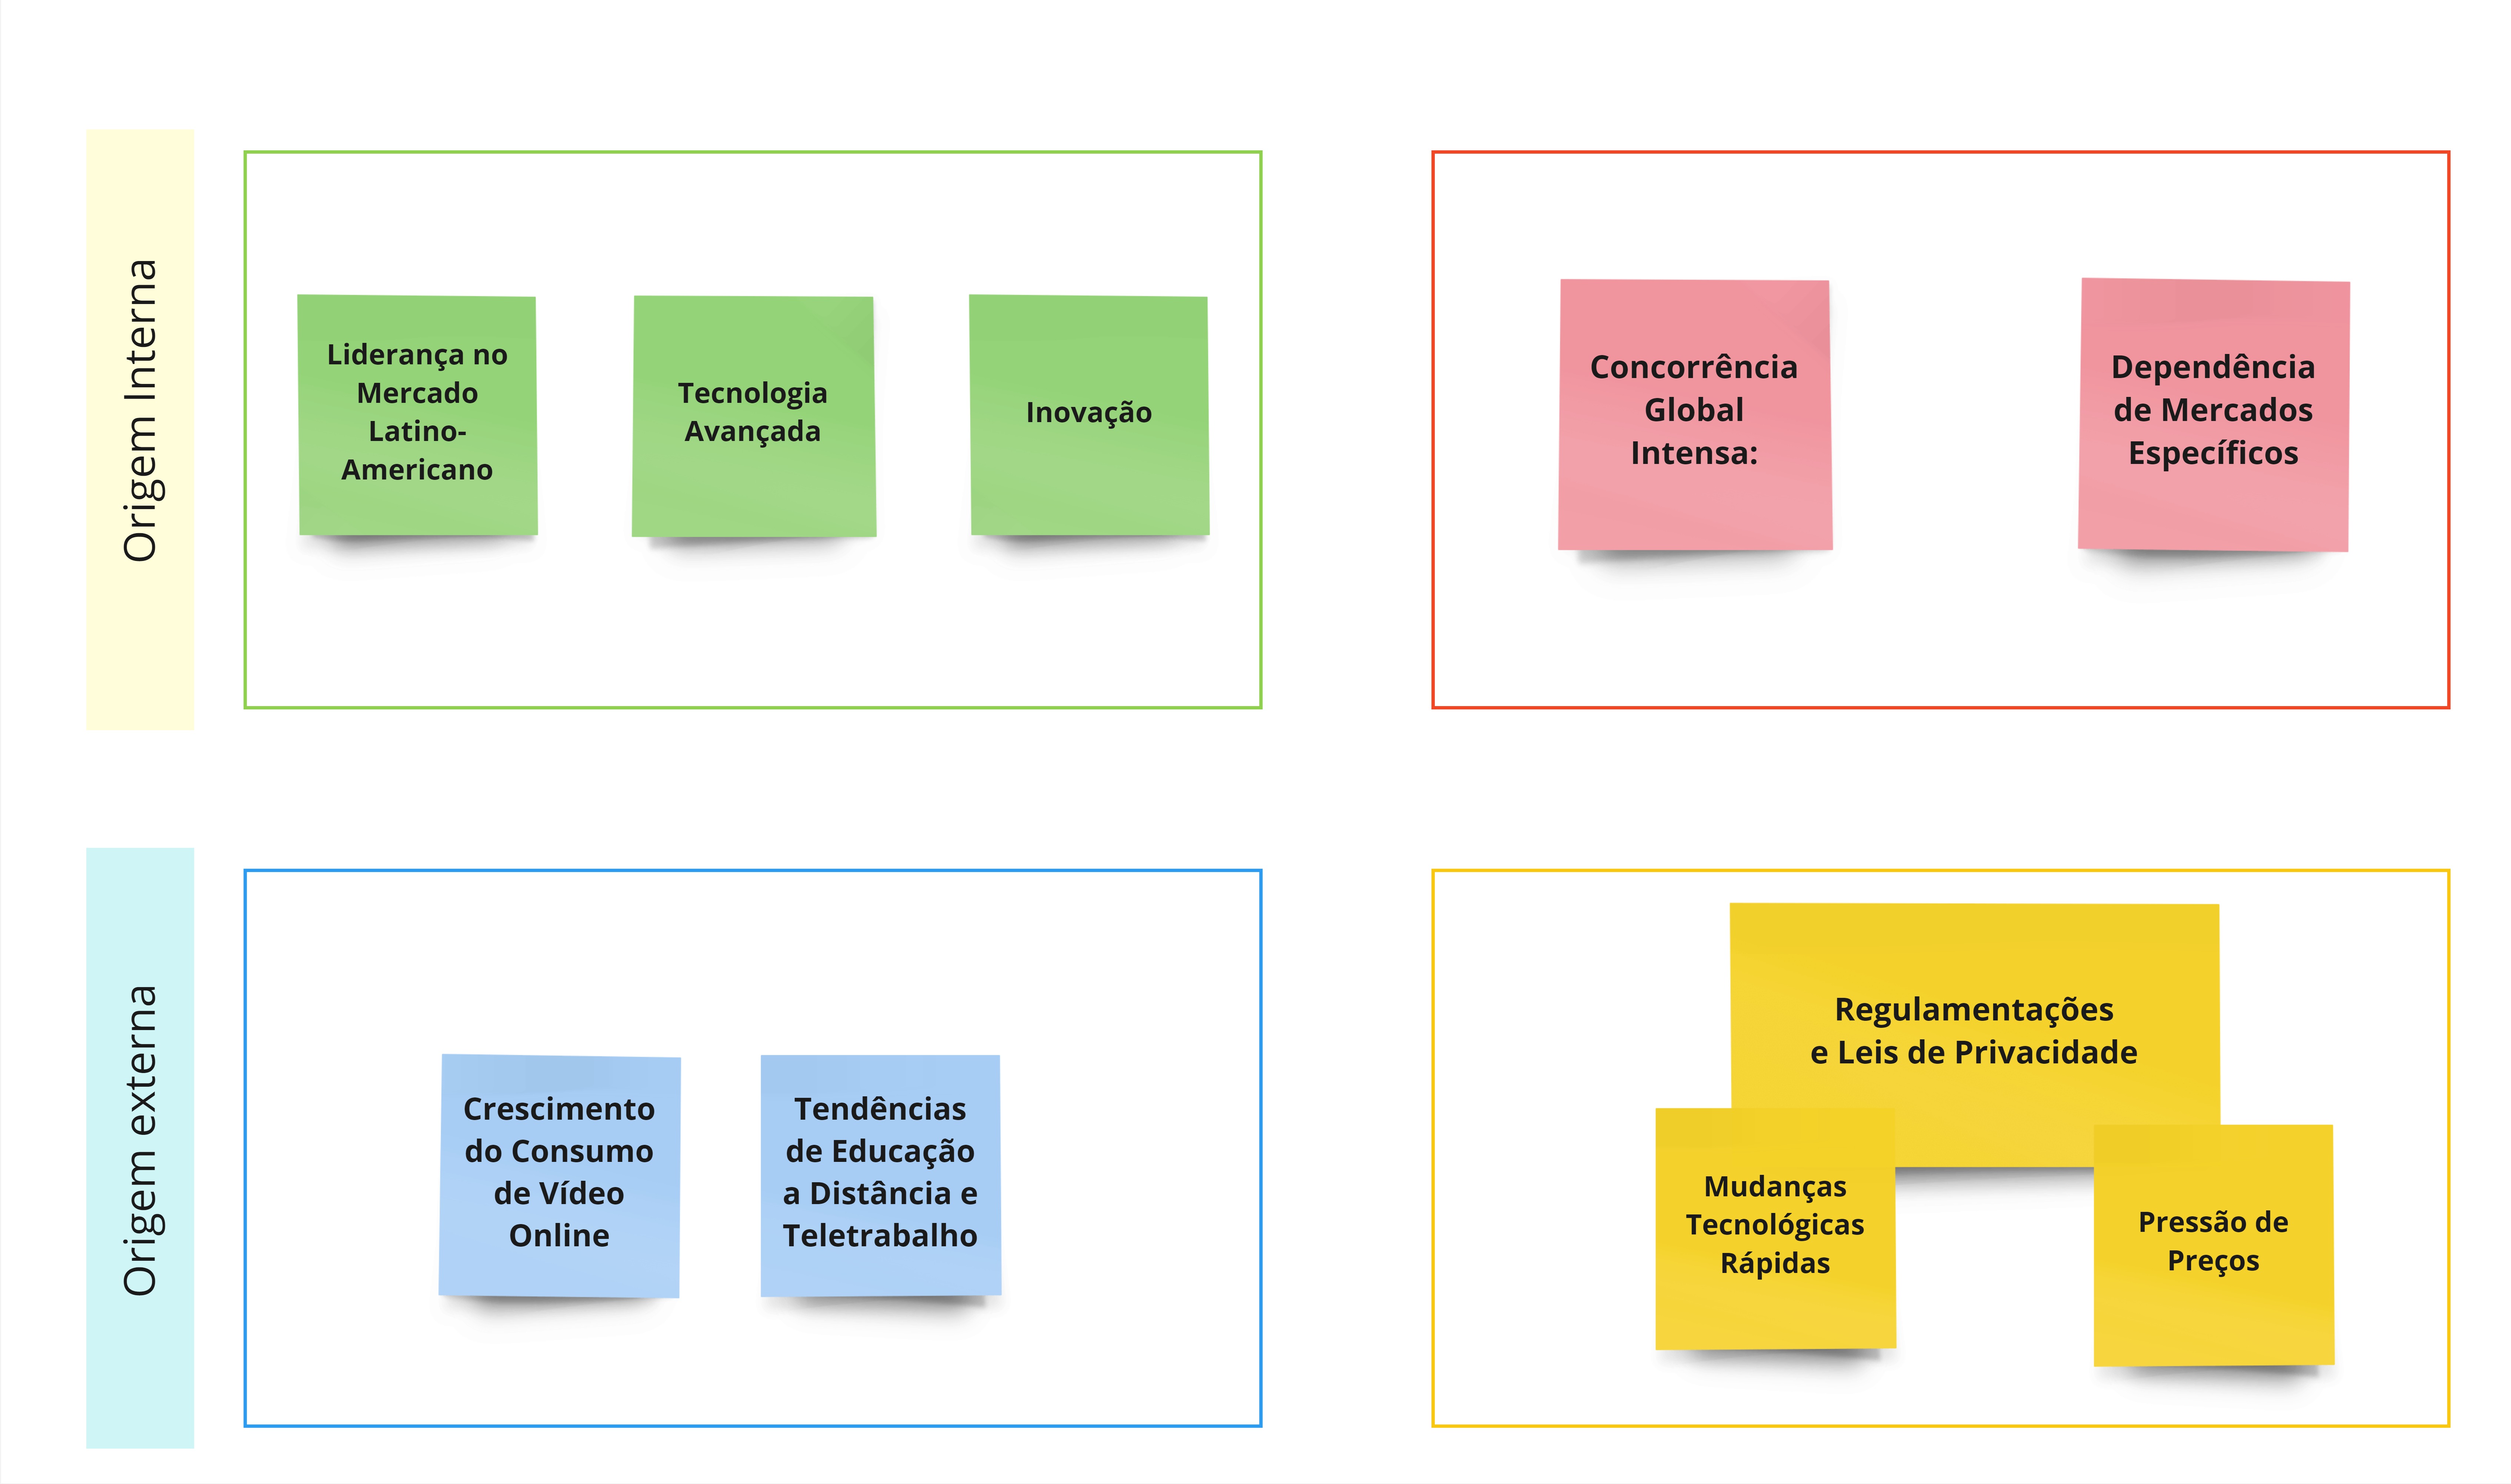 Origem Interna
Liderança no
Mercado
Latino-
Americano
Tecnologia
Avançada
Inovação
Concorrência
Global
Intensa:
Dependência
de Mercados
Específicos
Origem externa
Crescimento
do Consumo
de Vídeo
Online
Tendências
de Educação
a Distância e
Teletrabalho
Regulamentações
e Leis de Privacidade
Mudanças
Tecnológicas
Rápidas
Pressão de
Preços